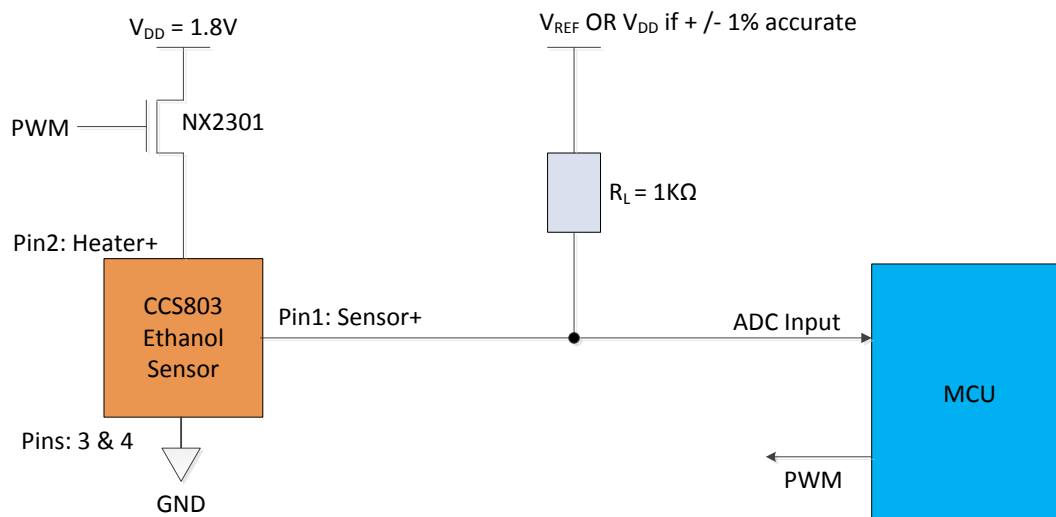 V_DD = 1.8V
V_REF OR V_DD if + /- 1% accurate
PWM
NX2301
R_L = 1KΩ
Pin2: Heater+
CCS803
Ethanol
Sensor
Pin1: Sensor+
ADC Input
MCU
Pins: 3 & 4
PWM
GND